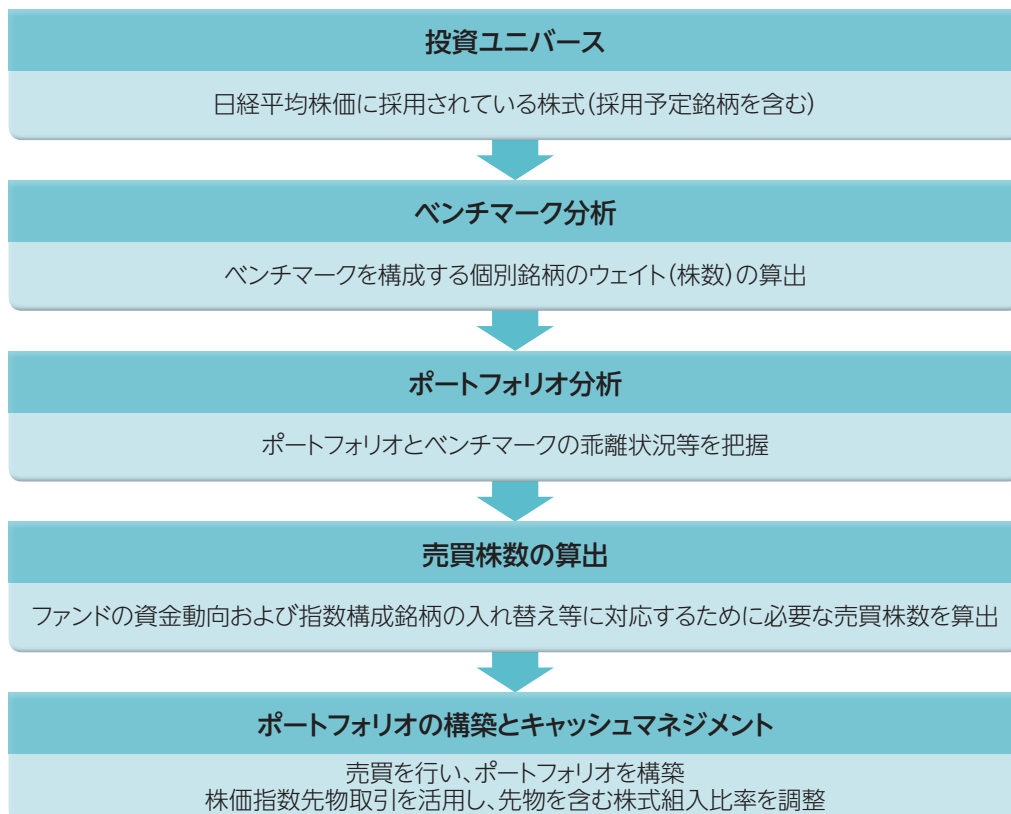 投資ユニバース
日経平均株価に採用されている株式(採用予定銘柄を含む)
ベンチマーク分析
ベンチマークを構成する個別銘柄のウェイト(株数)の算出
ポートフォリオ分析
ポートフォリオとベンチマークの乖離状況等を把握
売買株数の算出
ファンドの資金動向および指数構成銘柄の入れ替え等に対応するために必要な売買株数を算出
ポートフォリオの構築とキャッシュマネジメント
売買を行い、ポートフォリオを構築
株価指数先物取引を活用し、先物を含む株式組入比率を調整